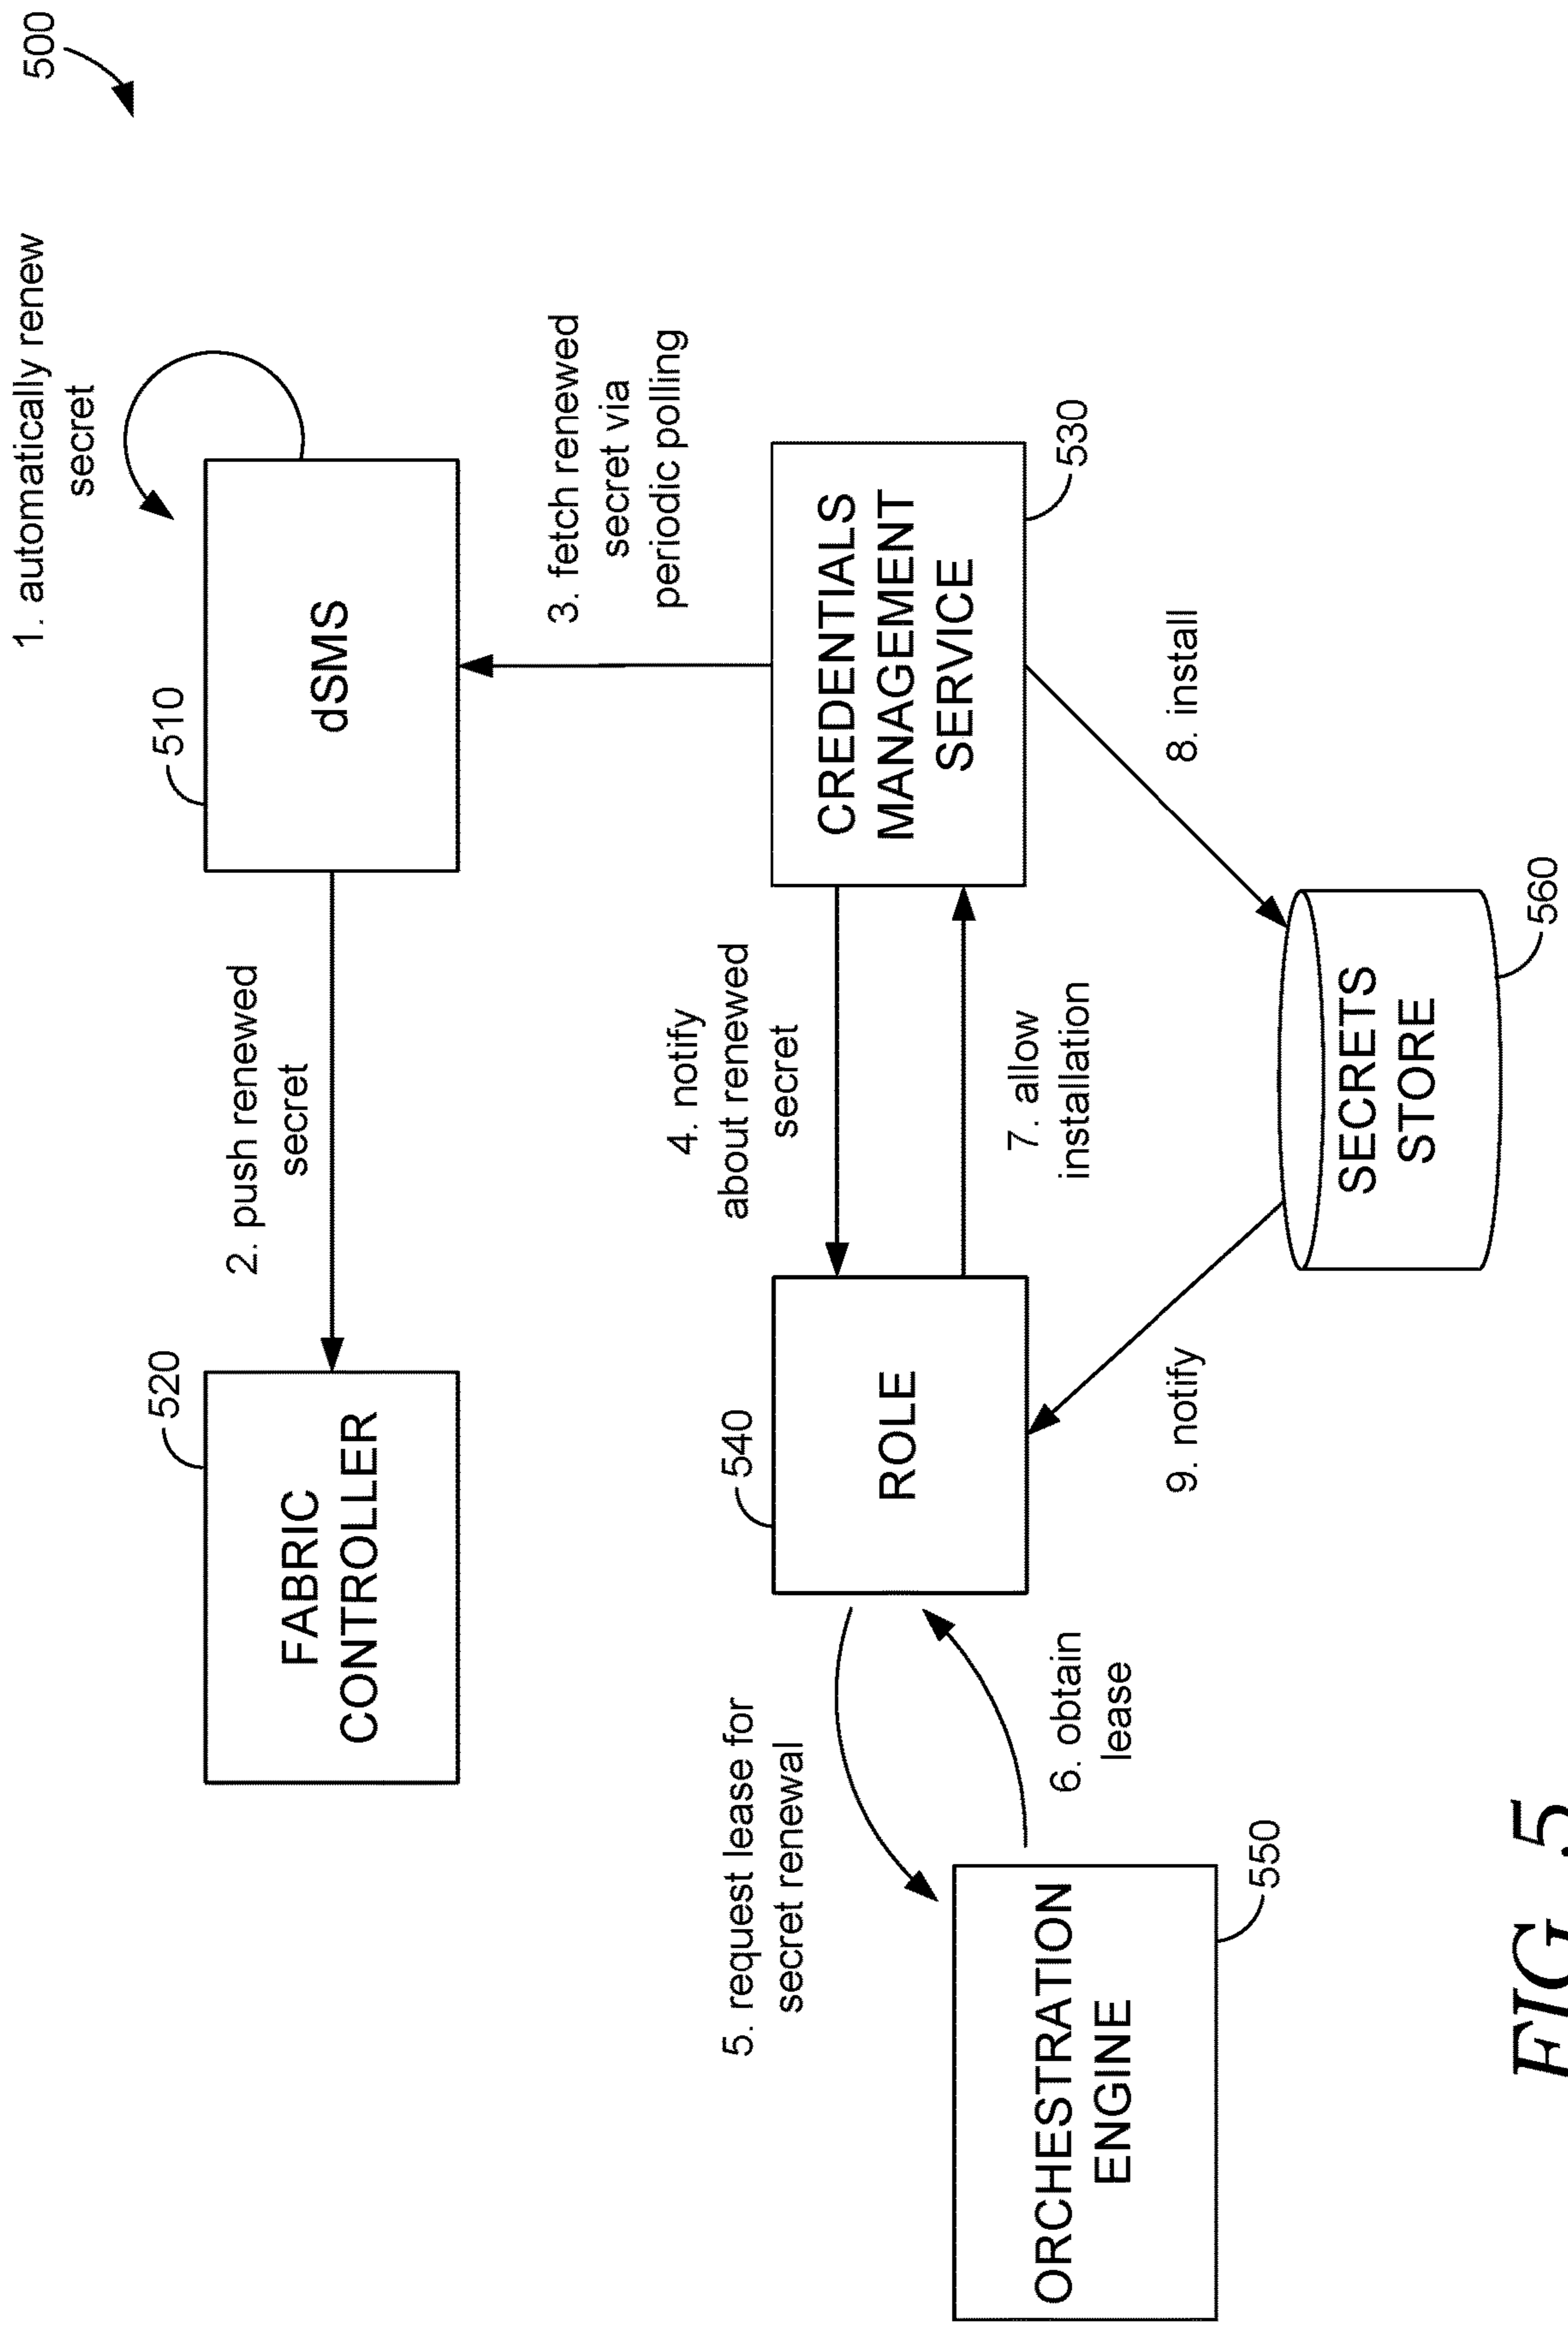 500
1. automatically renew
secret
510
dSMS
2. push renewed
secret
520
FABRIC
CONTROLLER
3. fetch renewed
secret via
periodic polling
CREDENTIALS
MANAGEMENT
SERVICE
530
4. notify
about renewed
secret
540
ROLE
5. request lease for
secret renewal
6. obtain
lease
ORCHESTRATION
ENGINE
550
7. allow
installation
8. install
SECRETS
STORE
560
9. notify
FIG. 5